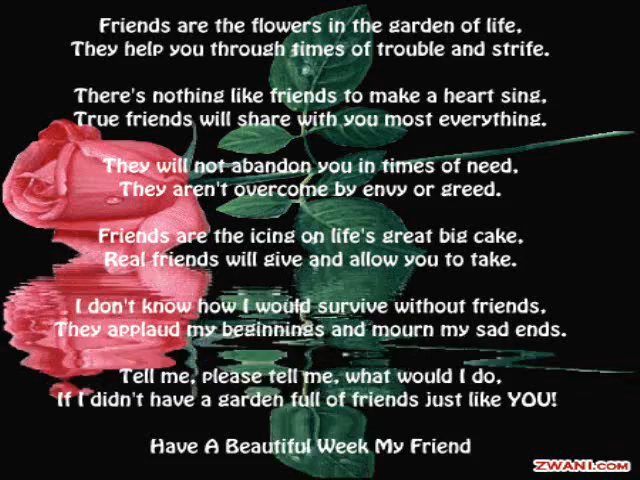 Friends are the flowers in the garden of life,
They help you through times of trouble and strife.
There's nothing like friends to make a heart sing,
True friends will share with you most everything.
They will not abandon you in times of need,
They aren't overcome by envy or greed.
Friends are the icing on life's great big cake,
Real friends will give and allow you to take.
I don't know how I would survive without friends,
They applaud my beginnings and mourn my sad ends.
Tell me, please tell me, what would I do,
If I didn't have a garden full of friends just like YOU!
Have A Beautiful Week My Friend
ZWANI.COM